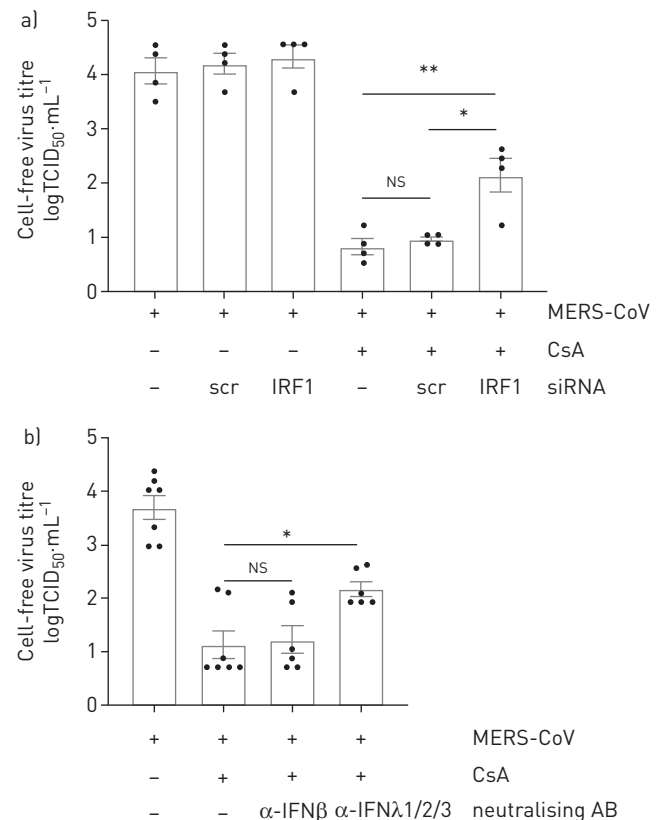 a)
Cell-free virus titre
logTCID₅₀·mL⁻¹
5
4
3
2
1
0
**
*
NS
+ + + + + + MERS-CoV
– – – + + + CsA
– scr IRF1 – scr IRF1 siRNA
b)
Cell-free virus titre
logTCID₅₀·mL⁻¹
5
4
3
2
1
0
*
NS
+ + + + MERS-CoV
– + + + CsA
– – α-IFNβ α-IFNλ1/2/3 neutralising AB